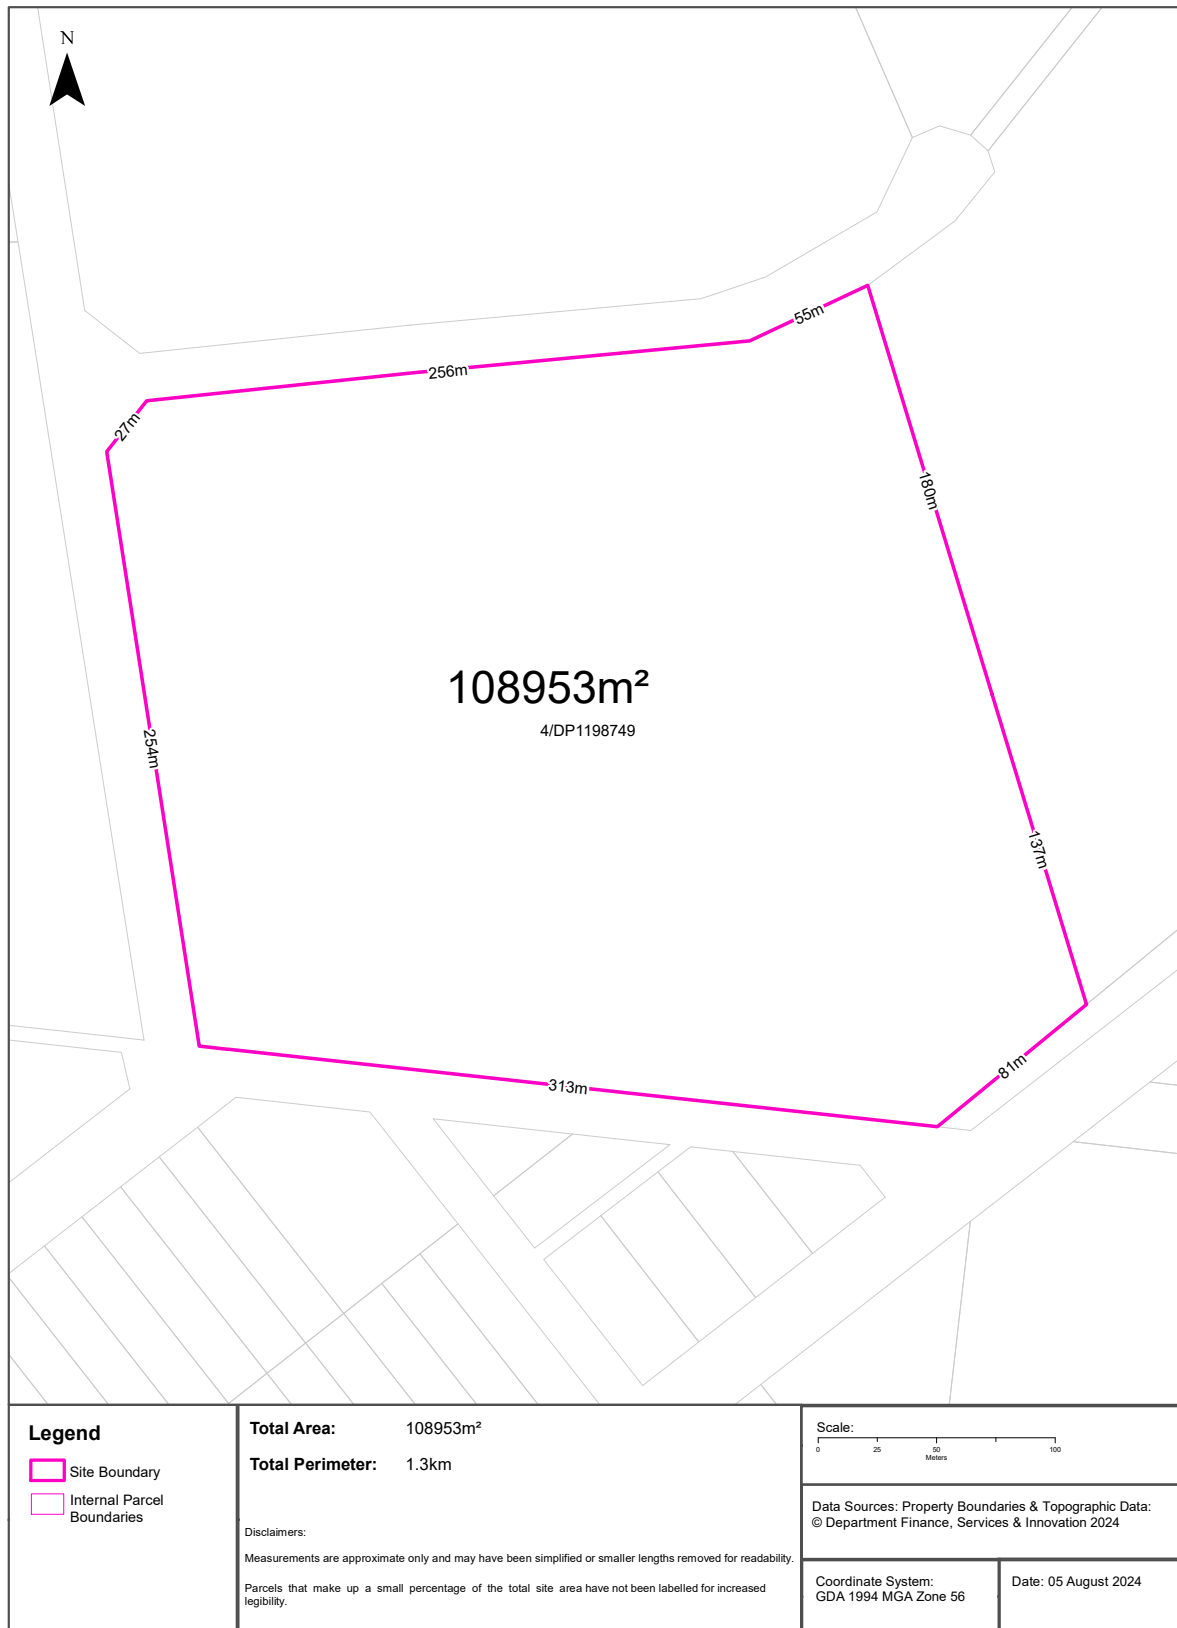 N
55m
256m
27m
180m
108953m²
4/DP1198749
254m
137m
81m
313m
Legend
Site Boundary
Internal Parcel
Boundaries
Total Area: 108953m²
Total Perimeter: 1.3km
Disclaimers:
Measurements are approximate only and may have been simplified or smaller lengths removed for readability.
Parcels that make up a small percentage of the total site area have not been labelled for increased
legibility.
Scale:
0 25 50 100
Meters
Data Sources: Property Boundaries & Topographic Data:
© Department Finance, Services & Innovation 2024
Coordinate System:
GDA 1994 MGA Zone 56
Date: 05 August 2024